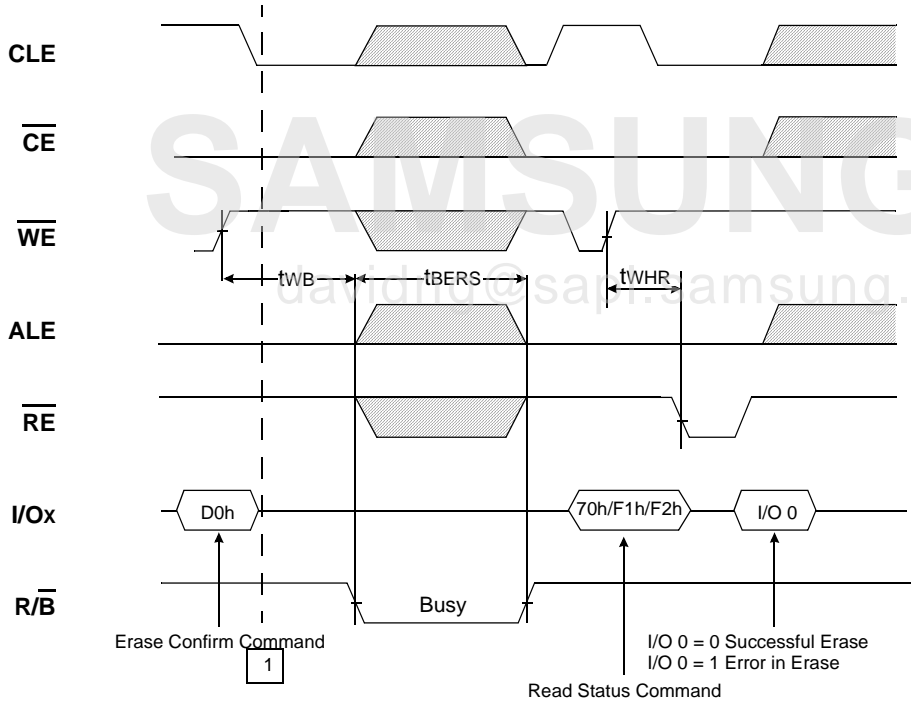 CLE
SAMSUNG
CE
WE
tWB
tBERS
tWHR
davidng@sapl.samsung.
ALE
RE
I/Ox
D0h
70h/F1h/F2h
I/O 0
R/B
Busy
Erase Confirm Command
1
I/O 0 = 0 Successful Erase
I/O 0 = 1 Error in Erase
Read Status Command